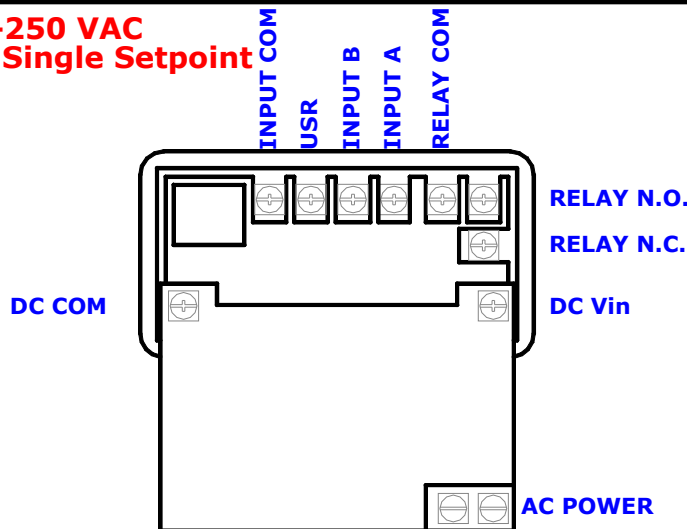 -250 VAC
Single Setpoint
INPUT COM
USR
INPUT B
INPUT A
RELAY COM
RELAY N.O.
RELAY N.C.
DC COM
DC Vin
AC POWER